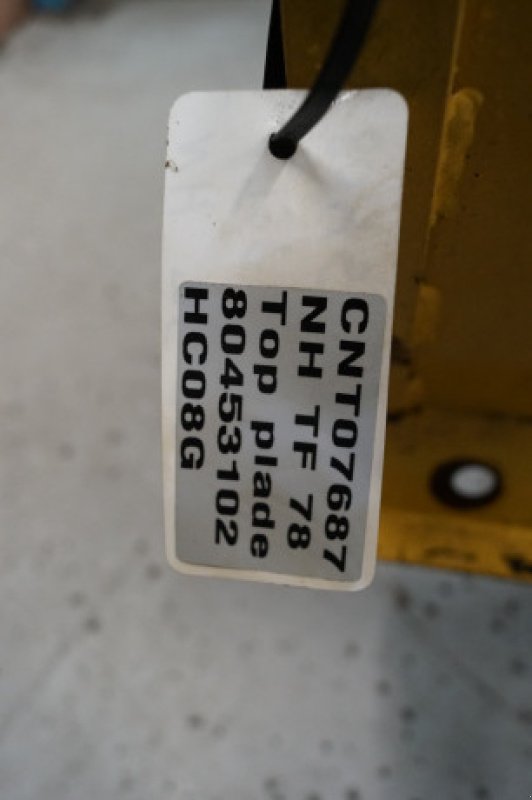 CNT07687
NH TF 78
Top plade
80453102
HC08G